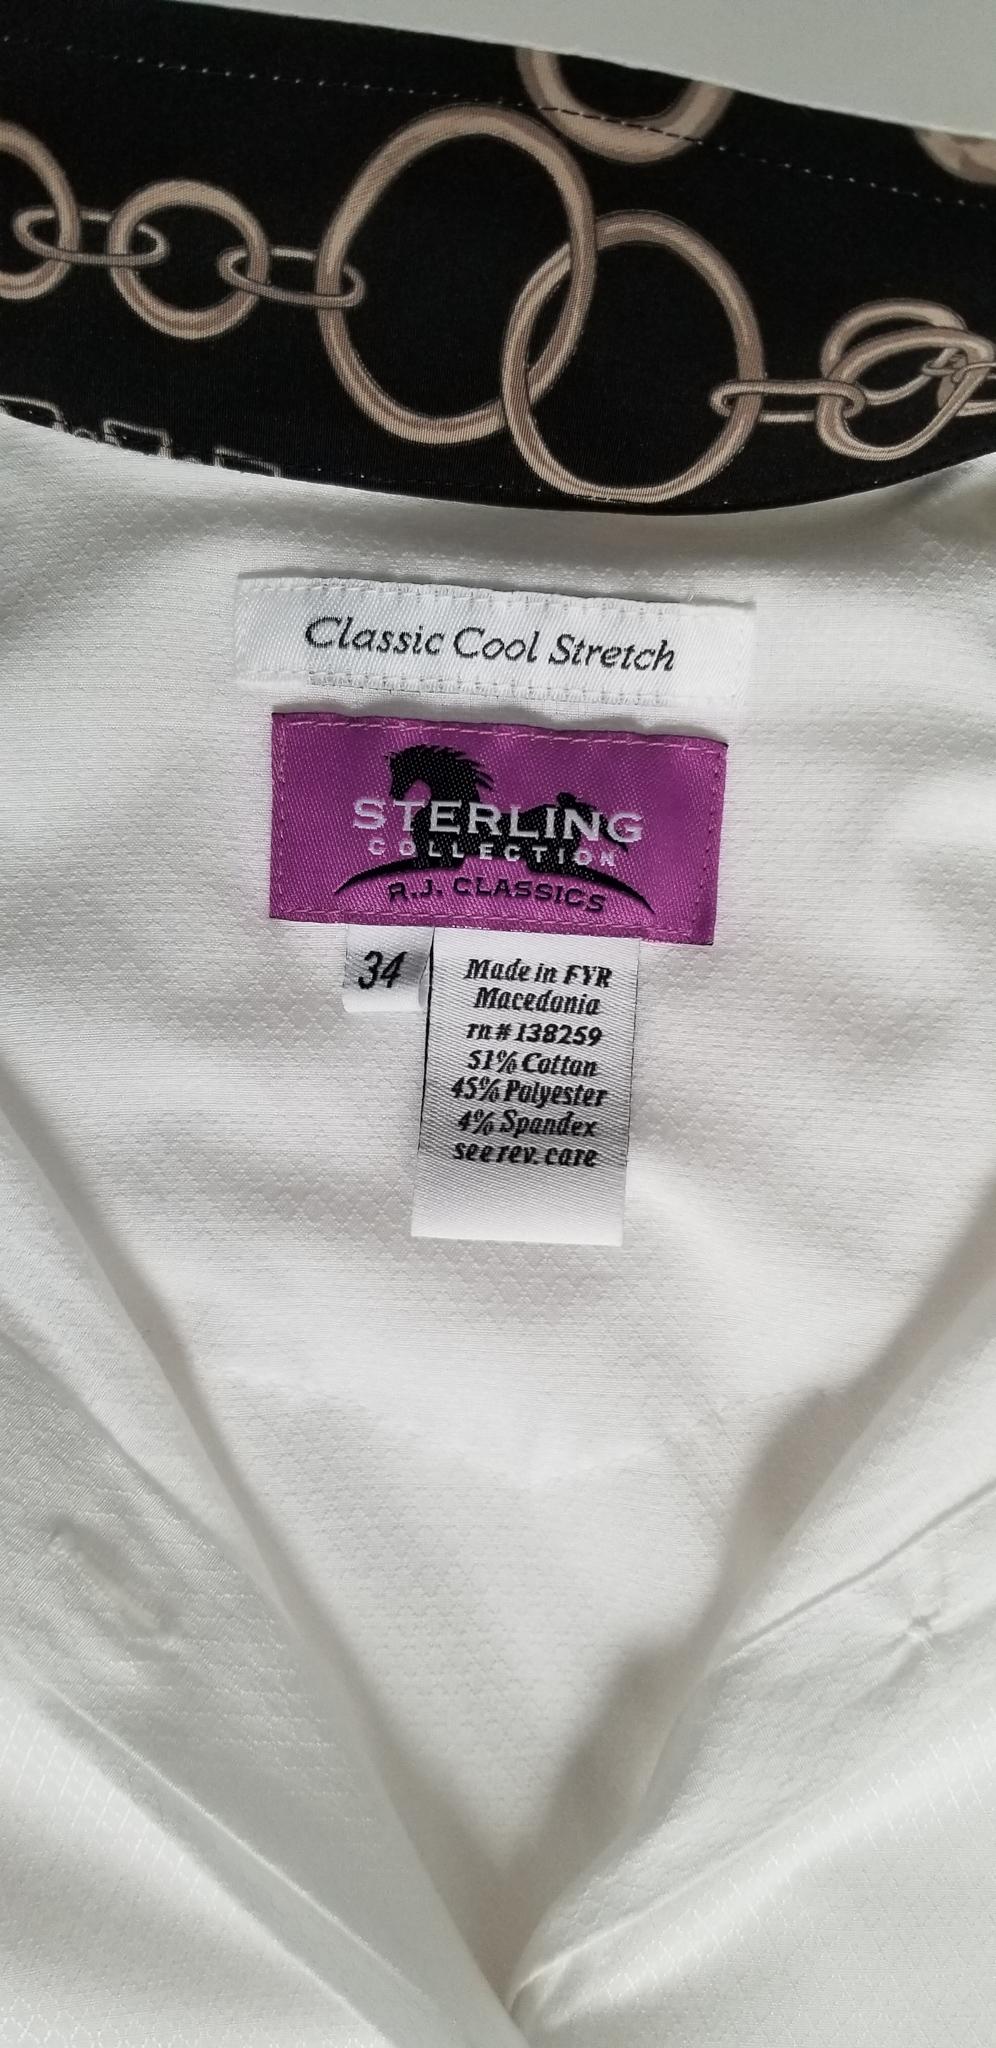 Classic Cool Stretch
STERLING
COLLECTION
R.J. CLASSICS
34
Made in FYR
Macedonia
rn#138259
51% Cotton
45% Polyester
4% Spandex
see rev. care